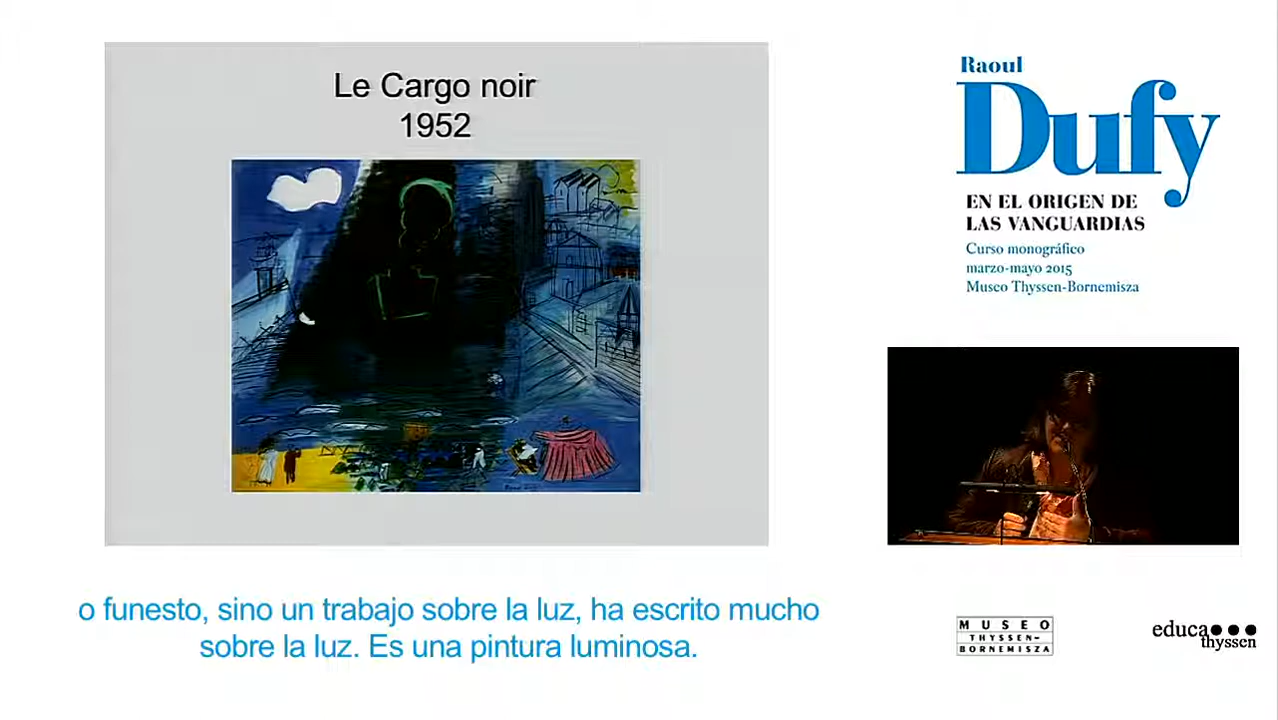 Le Cargo noir
1952
Raoul
Dufy
EN EL ORIGEN DE
LAS VANGUARDIAS
Curso monográfico
marzo-mayo 2015
Museo Thyssen-Bornemisza
o funesto, sino un trabajo sobre la luz, ha escrito mucho
sobre la luz. Es una pintura luminosa.
MUSEO
THYSSEN-
BORNEMISZA
educa
thyssen